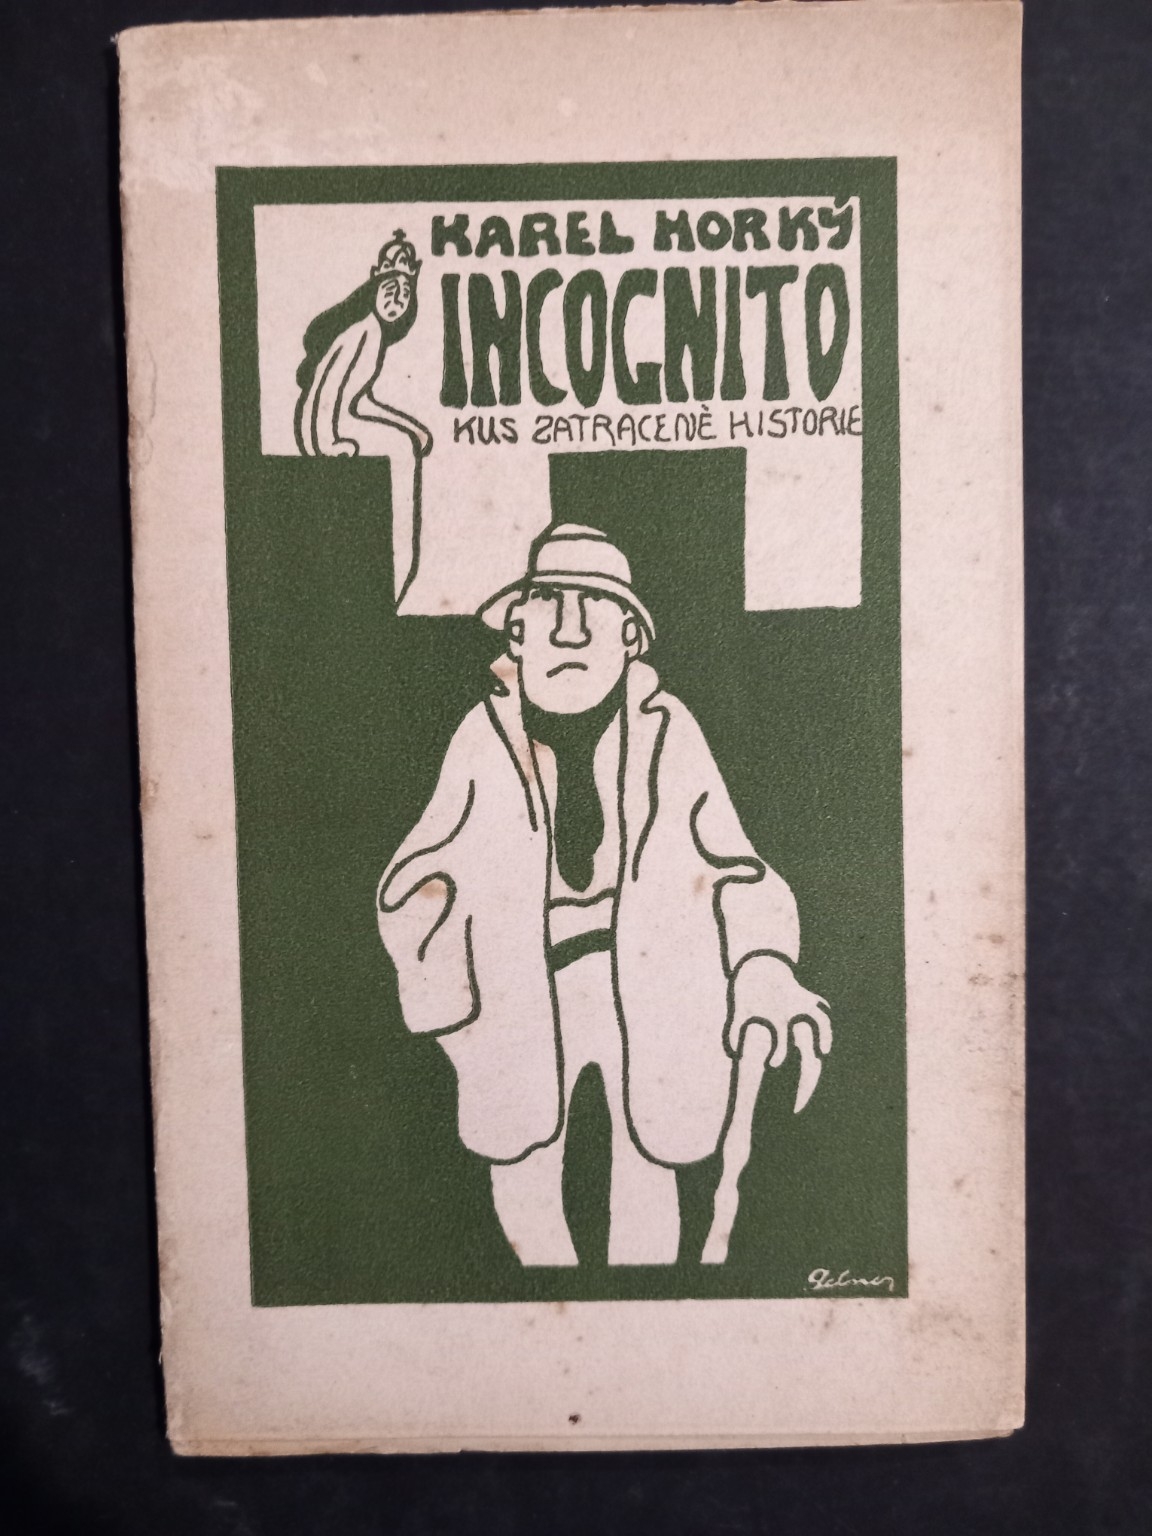 KAREL HORKÝ
INCOGNITO
KUS ZATRACENÈ HISTORIE